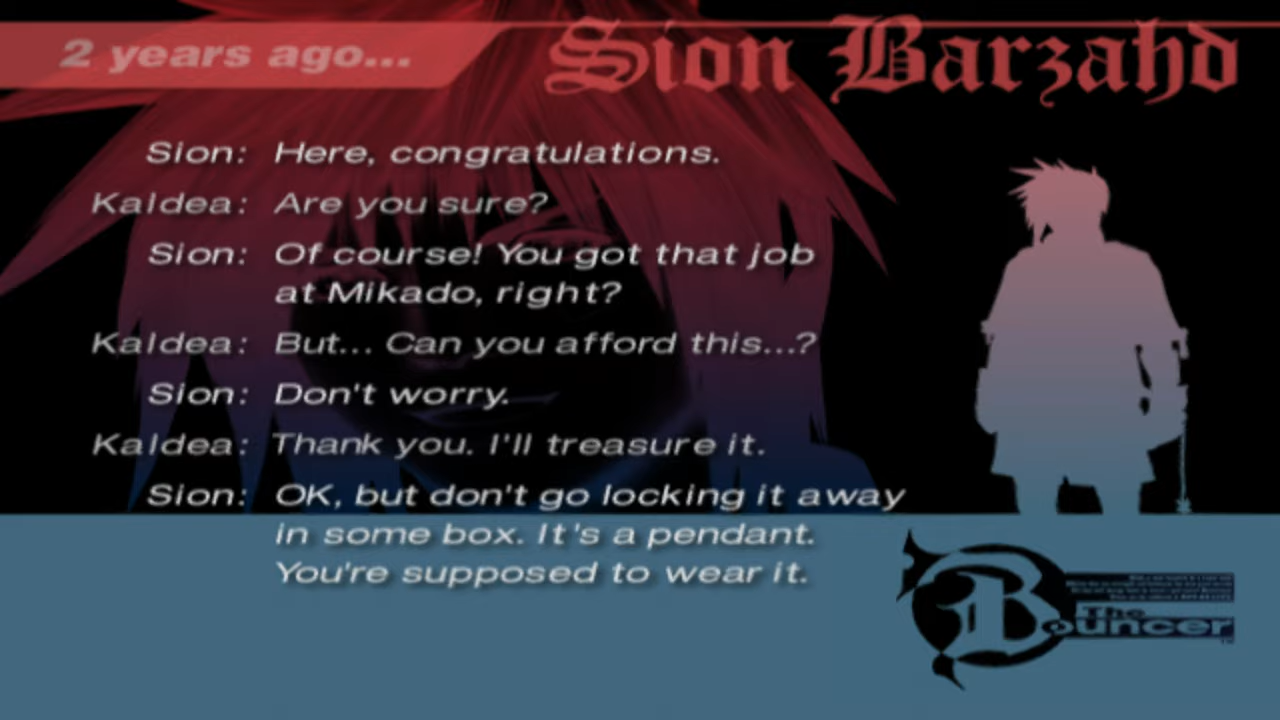 2 years ago...
Sion Barzahd
Sion: Here, congratulations.
Kaldea: Are you sure?
Sion: Of course! You got that job
at Mikado, right?
Kaldea: But... Can you afford this...?
Sion: Don't worry.
Kaldea: Thank you. I'll treasure it.
Sion: OK, but don't go locking it away
in some box. It's a pendant.
You're supposed to wear it.
The
Bouncer